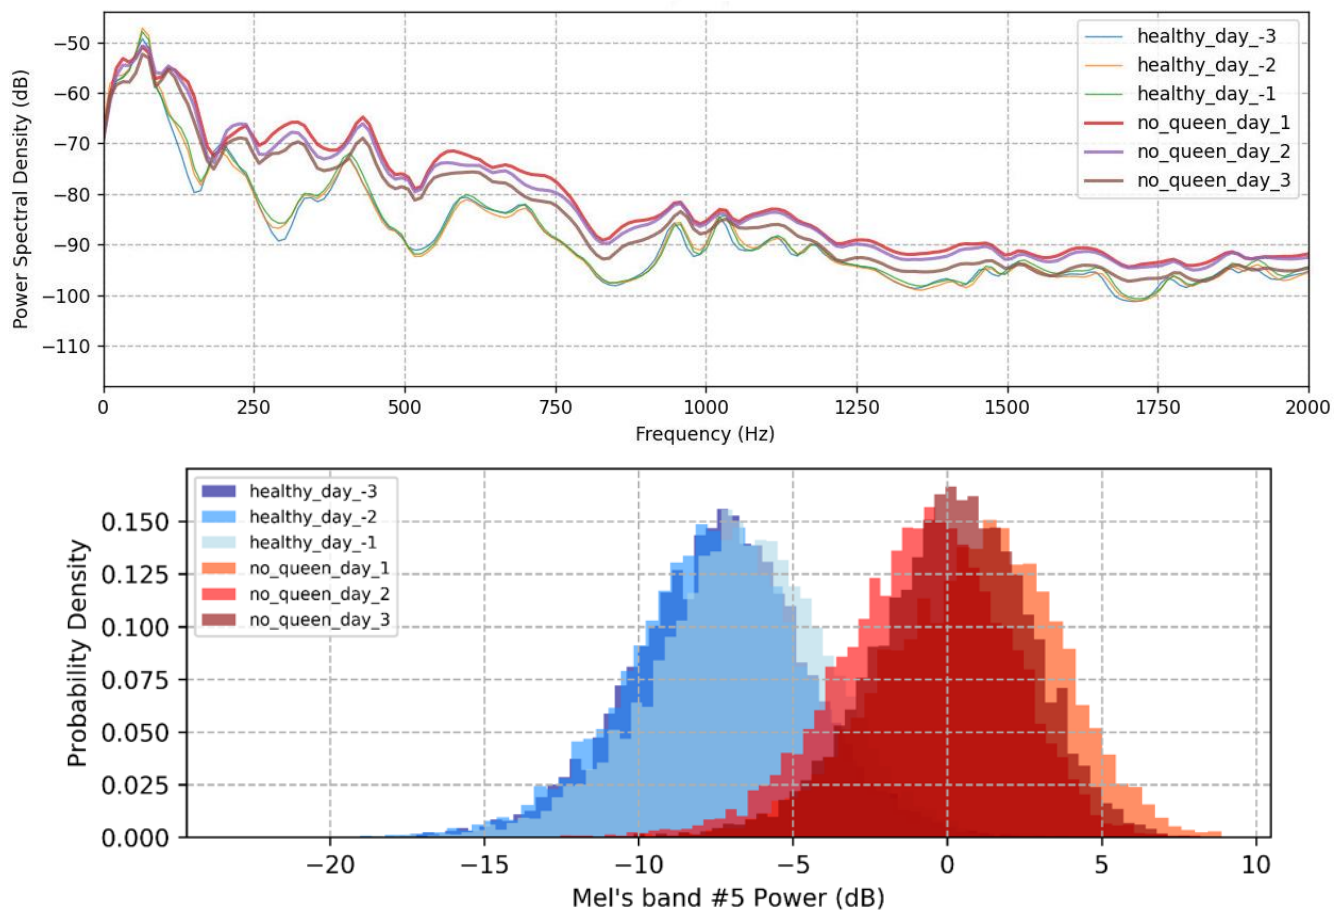 −50
−60
−70
−80
−90
−100
−110
Power Spectral Density (dB)
healthy_day_-3
healthy_day_-2
healthy_day_-1
no_queen_day_1
no_queen_day_2
no_queen_day_3
0 250 500 750 1000 1250 1500 1750 2000
Frequency (Hz)
healthy_day_-3
healthy_day_-2
healthy_day_-1
no_queen_day_1
no_queen_day_2
no_queen_day_3
0.150
0.125
0.100
0.075
0.050
0.025
0.000
Probability Density
−20 −15 −10 −5 0 5 10
Mel's band #5 Power (dB)